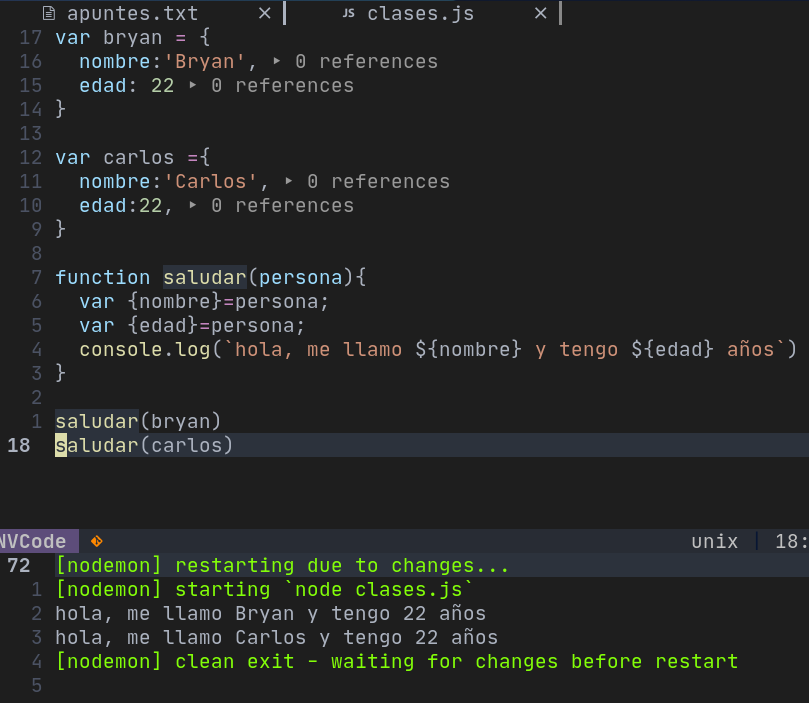 apuntes.txt × JS clases.js ×
17 var bryan = {
16 nombre:'Bryan', ‣ 0 references
15 edad: 22 ‣ 0 references
14 }
13
12 var carlos ={
11 nombre:'Carlos', ‣ 0 references
10 edad:22, ‣ 0 references
9 }
8
7 function saludar(persona){
6 var {nombre}=persona;
5 var {edad}=persona;
4 console.log(`hola, me llamo ${nombre} y tengo ${edad} años`)
3 }
2
1 saludar(bryan)
18 saludar(carlos)
NVCode unix 18:
72 [nodemon] restarting due to changes...
1 [nodemon] starting `node clases.js`
2 hola, me llamo Bryan y tengo 22 años
3 hola, me llamo Carlos y tengo 22 años
4 [nodemon] clean exit - waiting for changes before restart
5